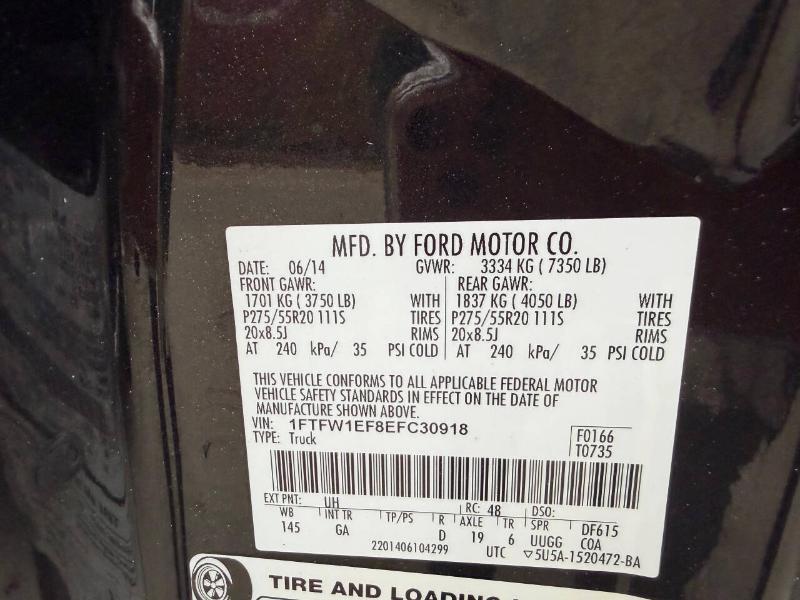 MFD. BY FORD MOTOR CO.
DATE: 06/14 GVWR: 3334 KG ( 7350 LB)
FRONT GAWR: REAR GAWR:
1701 KG ( 3750 LB) WITH 1837 KG ( 4050 LB) WITH
P275/55R20 111S TIRES P275/55R20 111S TIRES
20x8.5J RIMS 20x8.5J RIMS
AT 240 kPa/ 35 PSI COLD AT 240 kPa/ 35 PSI COLD
THIS VEHICLE CONFORMS TO ALL APPLICABLE FEDERAL MOTOR
VEHICLE SAFETY STANDARDS IN EFFECT ON THE DATE OF
MANUFACTURE SHOWN ABOVE.
VIN: 1FTFW1EF8EFC30918 F0166
TYPE: Truck T0735
EXT PNT: UH RC: 48 DSO:
WB INT TR TP/PS R AXLE TR SPR DF615
145 GA D 19 6 UUGG COA
2201406104299 UTC ▽5U5A-1520472-BA
TIRE AND LOADING